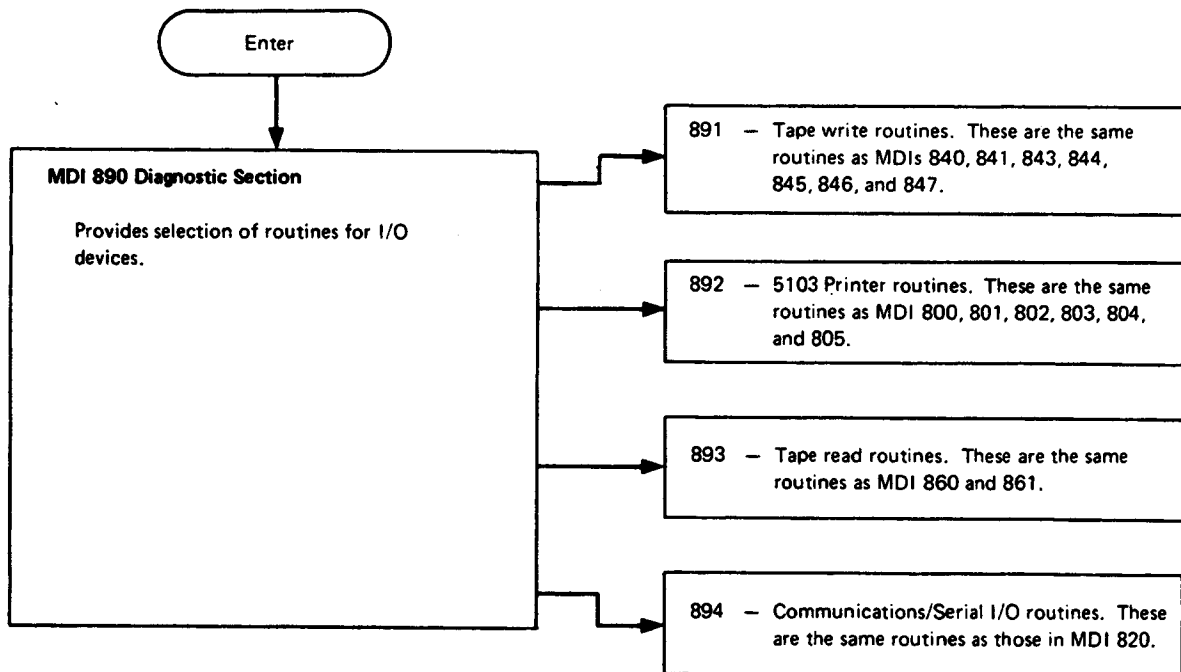 Enter
MDI 890 Diagnostic Section
Provides selection of routines for I/O
devices.
891 — Tape write routines. These are the same
routines as MDIs 840, 841, 843, 844,
845, 846, and 847.
892 — 5103 Printer routines. These are the same
routines as MDI 800, 801, 802, 803, 804,
and 805.
893 — Tape read routines. These are the same
routines as MDI 860 and 861.
894 — Communications/Serial I/O routines. These
are the same routines as those in MDI 820.